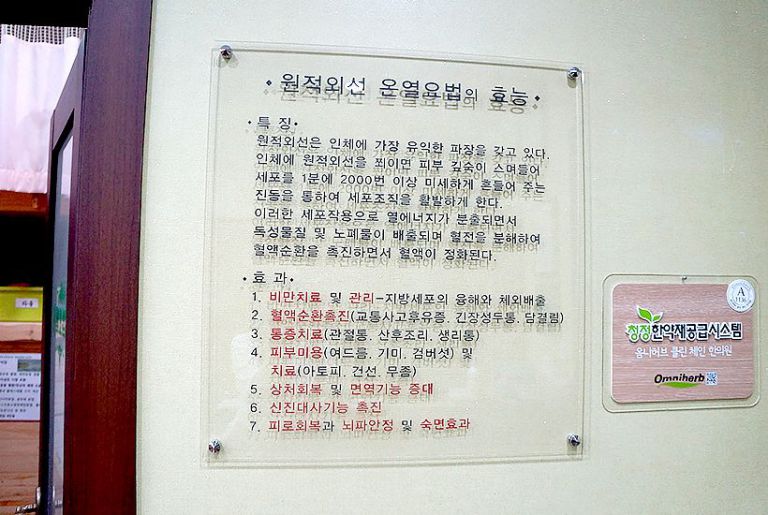 • 원적외선 온열요법의 효능 •
• 특 징 •
원적외선은 인체에 가장 유익한 파장을 갖고 있다.
인체에 원적외선을 쬐이면 피부 깊숙이 스며들어
세포를 1분에 2000번 이상 미세하게 흔들어 주는
진동을 통하여 세포조직을 활발하게 한다.
이러한 세포작용으로 열에너지가 분출되면서
독성물질 및 노폐물이 배출되며 혈전을 분해하여
혈액순환을 촉진하면서 혈액이 정화된다.
• 효 과 •
1. 비만치료 및 관리-지방세포의 융해와 체외배출
2. 혈액순환촉진(교통사고후유증, 긴장성두통, 담결림)
3. 통증치료(관절통, 산후조리, 생리통)
4. 피부미용(여드름, 기미, 검버섯) 및
치료(아토피, 건선, 무좀)
5. 상처회복 및 면역기능 증대
6. 신진대사기능 촉진
7. 피로회복과 뇌파안정 및 숙면효과
A
1136
청정한약재공급시스템
옴니허브 클린 체인 한의원
Omniherb